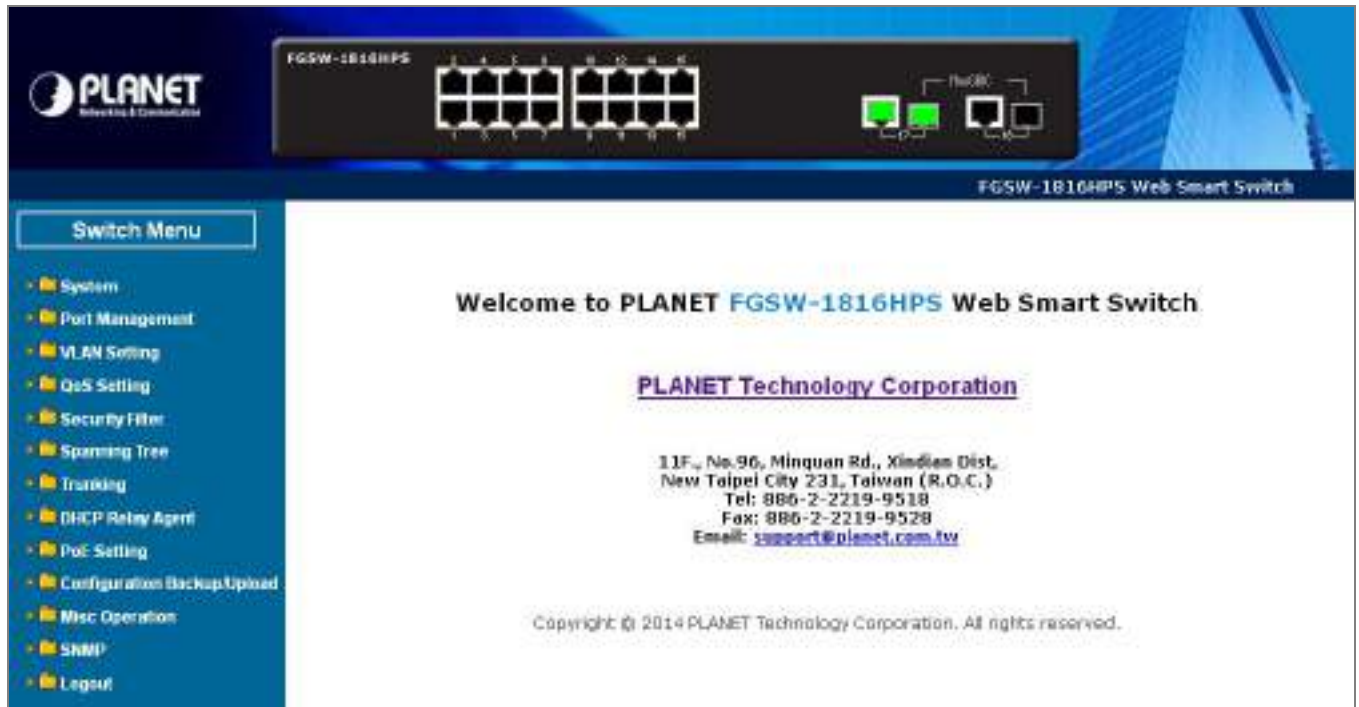 PLANET
Networking & Communication
FGSW-1816HPS
FGSW-1816HPS Web Smart Switch
Switch Menu
System
Port Management
VLAN Setting
QoS Setting
Security Filter
Spanning Tree
Trunking
DHCP Relay Agent
PoE Setting
Configuration Backup/Upload
Misc Operation
SNMP
Logout
Welcome to PLANET FGSW-1816HPS Web Smart Switch
PLANET Technology Corporation
11F., No.96, Minquan Rd., Xindian Dist,
New Taipei City 231, Taiwan (R.O.C.)
Tel: 886-2-2219-9518
Fax: 886-2-2219-9528
Email: support@planet.com.tw
Copyright © 2014 PLANET Technology Corporation. All rights reserved.